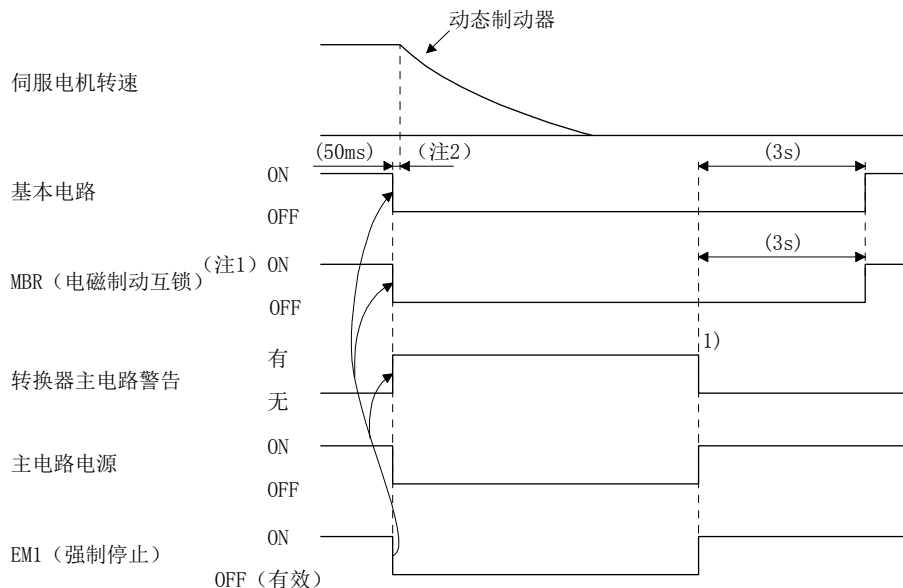 动态制动器
伺服电机转速
(50ms) (注2) (3s)
ON
基本电路
OFF
(3s)
(注1) ON
MBR（电磁制动互锁）
OFF
有
1)
转换器主电路警告
无
ON
主电路电源
OFF
ON
EM1（强制停止）
OFF（有效）